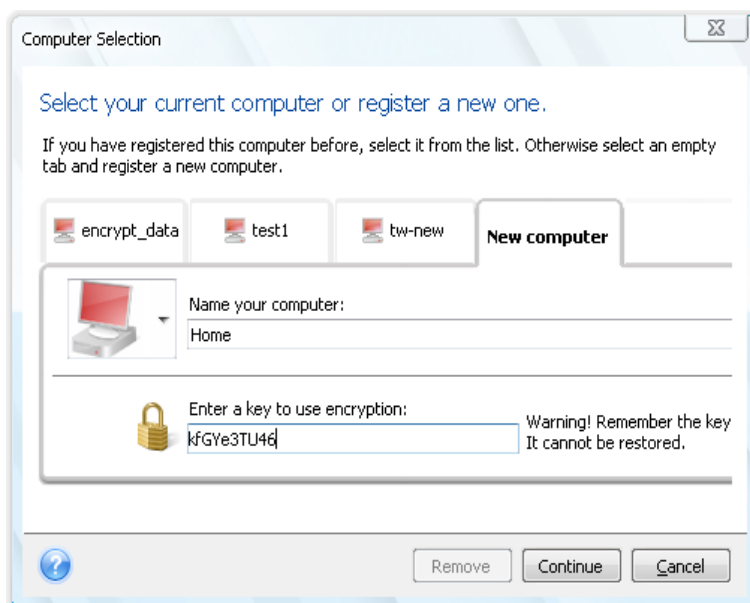 Computer Selection
Select your current computer or register a new one.
If you have registered this computer before, select it from the list. Otherwise select an empty
tab and register a new computer.
encrypt_data test1 tw-new New computer
Name your computer:
Home
Enter a key to use encryption:
kfGYe3TU46
Warning! Remember the key
It cannot be restored.
Remove Continue Cancel